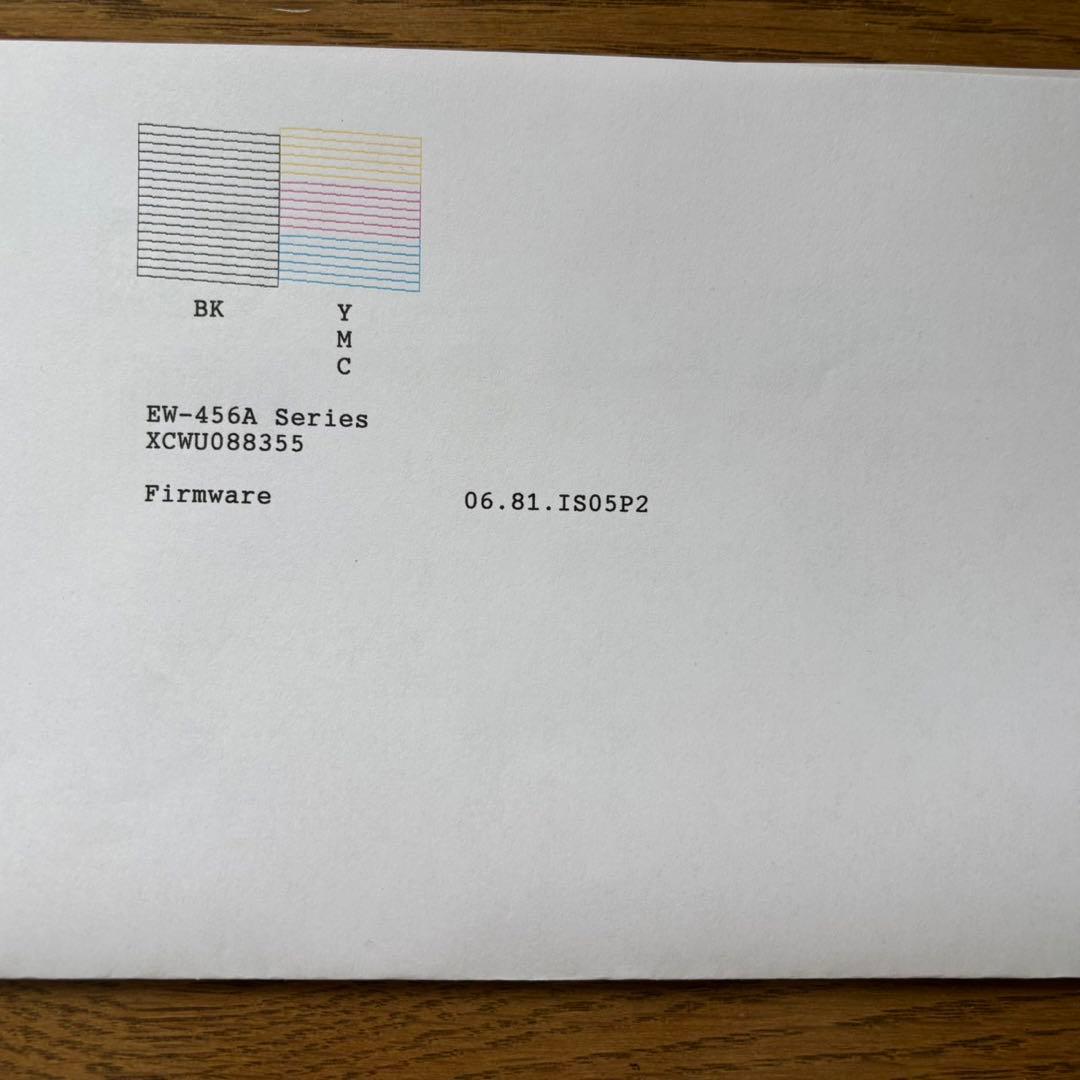 BK
Y
M
C
EW-456A Series
XCWU088355
Firmware 06.81.IS05P2